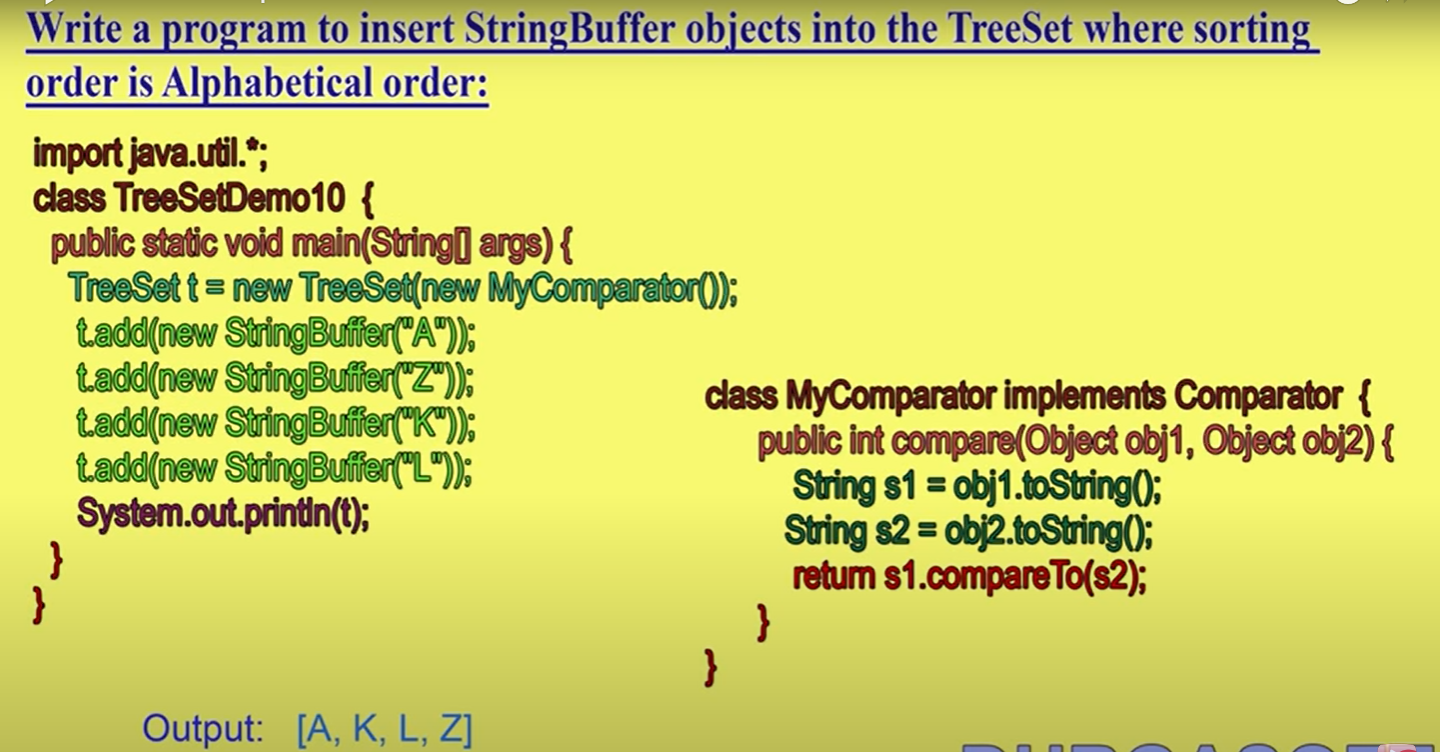 Write a program to insert StringBuffer objects into the TreeSet where sorting
order is Alphabetical order:
import java.util.*;
class TreeSetDemo10 {
public static void main(String[] args) {
TreeSet t = new TreeSet(new MyComparator());
t.add(new StringBuffer("A"));
t.add(new StringBuffer("Z"));
t.add(new StringBuffer("K"));
t.add(new StringBuffer("L"));
System.out.println(t);
}
}
class MyComparator implements Comparator {
public int compare(Object obj1, Object obj2) {
String s1 = obj1.toString();
String s2 = obj2.toString();
return s1.compareTo(s2);
}
}
Output: [A, K, L, Z]